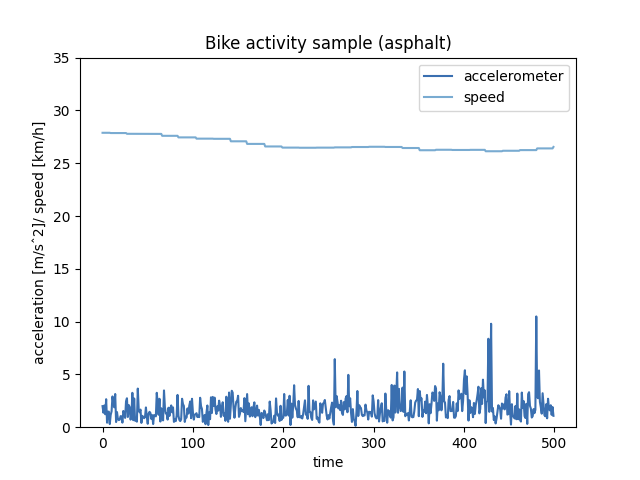 Bike activity sample (asphalt)
accelerometer
speed
acceleration [m/sˆ2]/ speed [km/h]
35
30
25
20
15
10
5
0
0 100 200 300 400 500
time